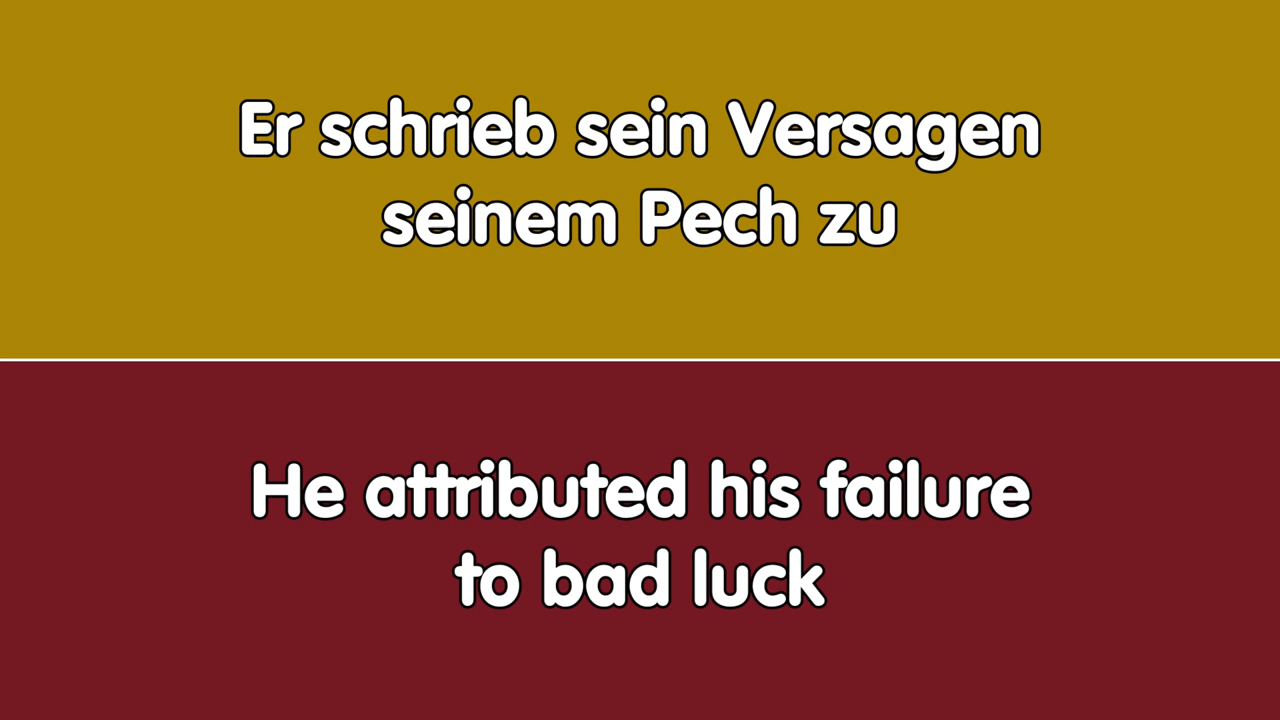 Er schrieb sein Versagen
seinem Pech zu
He attributed his failure
to bad luck